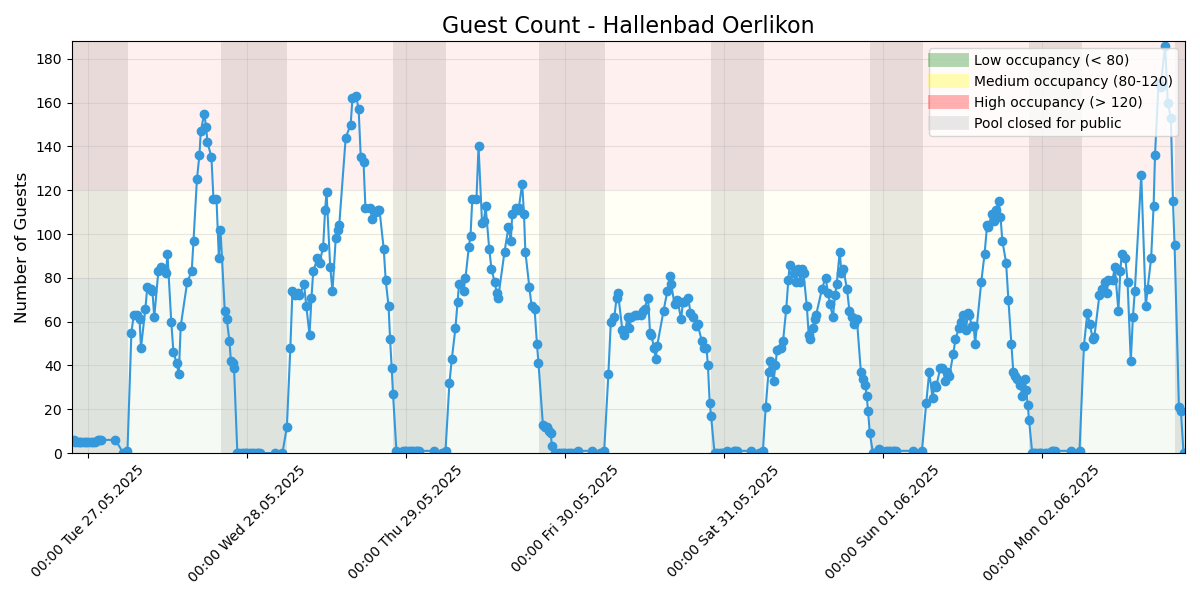 Guest Count - Hallenbad Oerlikon
Number of Guests
180
160
140
120
100
80
60
40
20
0
Low occupancy (< 80)
Medium occupancy (80-120)
High occupancy (> 120)
Pool closed for public
00:00 Tue 27.05.2025
00:00 Wed 28.05.2025
00:00 Thu 29.05.2025
00:00 Fri 30.05.2025
00:00 Sat 31.05.2025
00:00 Sun 01.06.2025
00:00 Mon 02.06.2025